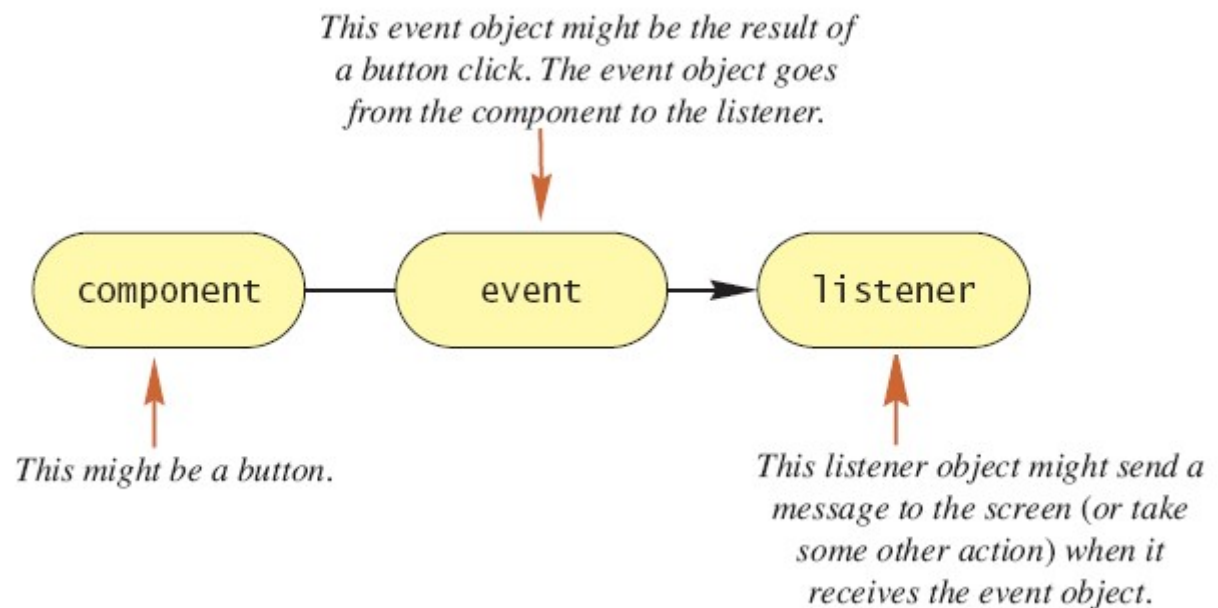 This event object might be the result of
a button click. The event object goes
from the component to the listener.
component
event
listener
This might be a button.
This listener object might send a
message to the screen (or take
some other action) when it
receives the event object.